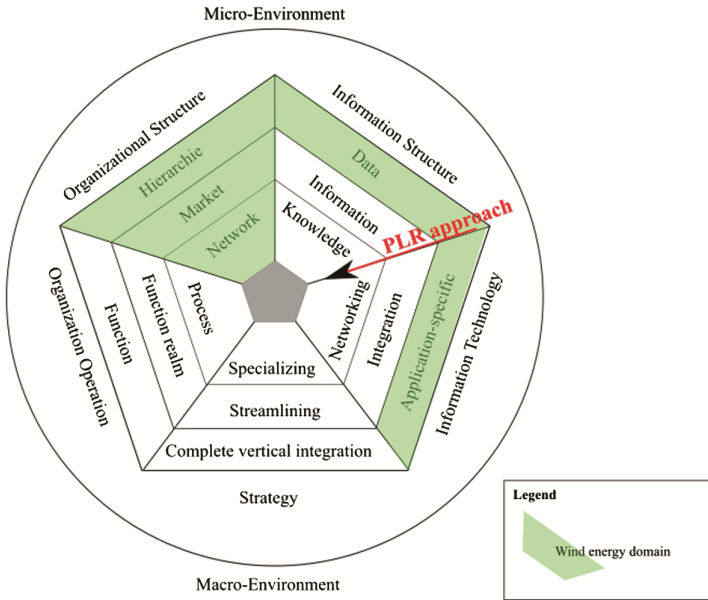 Micro-Environment
Organizational Structure
Information Structure
Hierarchie
Data
Market
Information
Network
Knowledge
PLR approach
Organization Operation
Function
Function realm
Process
Networking
Integration
Application-specific
Information Technology
Specializing
Streamlining
Complete vertical integration
Strategy
Macro-Environment
Legend
Wind energy domain